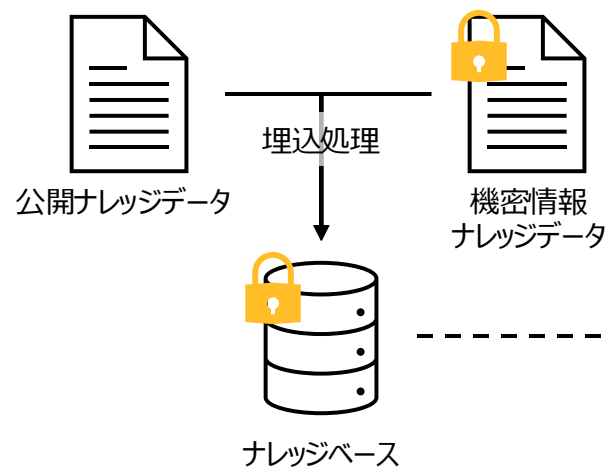 埋込処理
公開ナレッジデータ
機密情報
ナレッジデータ
ナレッジベース